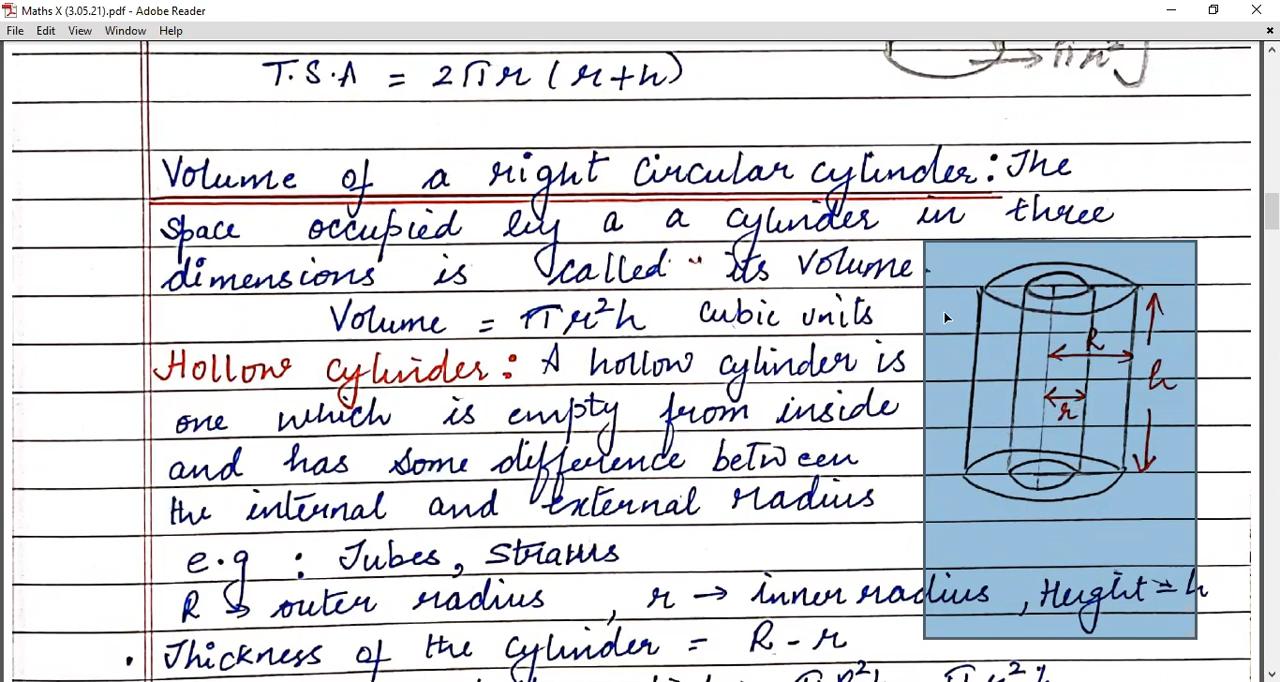 Maths X (3.05.21).pdf - Adobe Reader
File Edit View Window Help
T.S.A = 2πr (r+h)
→ πr²
Volume of a right circular cylinder: The
space occupied by a a cylinder in three
dimensions is called its volume.
Volume = πr²h cubic units
Hollow cylinder: A hollow cylinder is
one which is empty from inside
and has some difference between
the internal and external radius
e.g : Tubes, Straws
R → outer radius, r → inner radius, Height = h
• Thickness of the cylinder = R - r
R
r
h